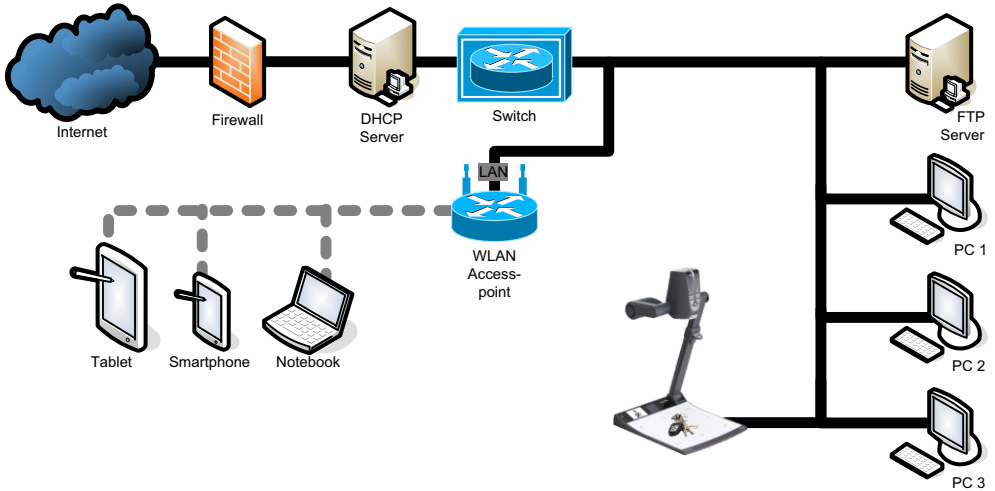 Internet
Firewall
DHCP
Server
Switch
FTP
Server
LAN
WLAN
Access-
point
PC 1
Tablet
Smartphone
Notebook
PC 2
PC 3